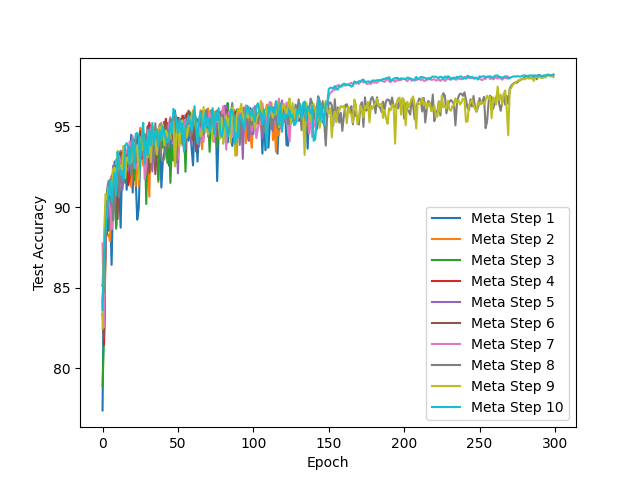 95
90
85
80
Test Accuracy
Meta Step 1
Meta Step 2
Meta Step 3
Meta Step 4
Meta Step 5
Meta Step 6
Meta Step 7
Meta Step 8
Meta Step 9
Meta Step 10
0 50 100 150 200 250 300
Epoch